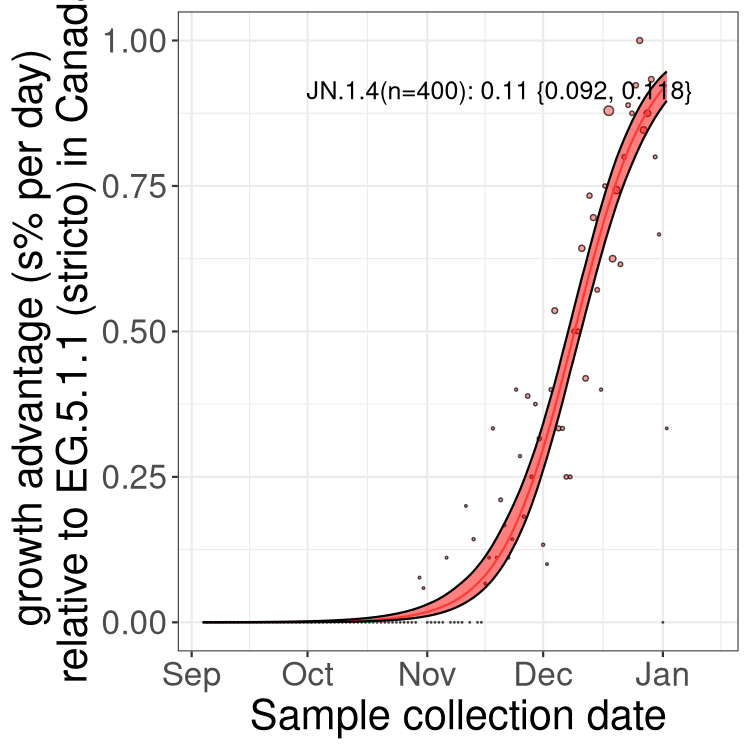 growth advantage (s% per day)
relative to EG.5.1.1 (stricto) in Canada
1.00
0.75
0.50
0.25
0.00
JN.1.4(n=400): 0.11 {0.092, 0.118}
Sep Oct Nov Dec Jan
Sample collection date